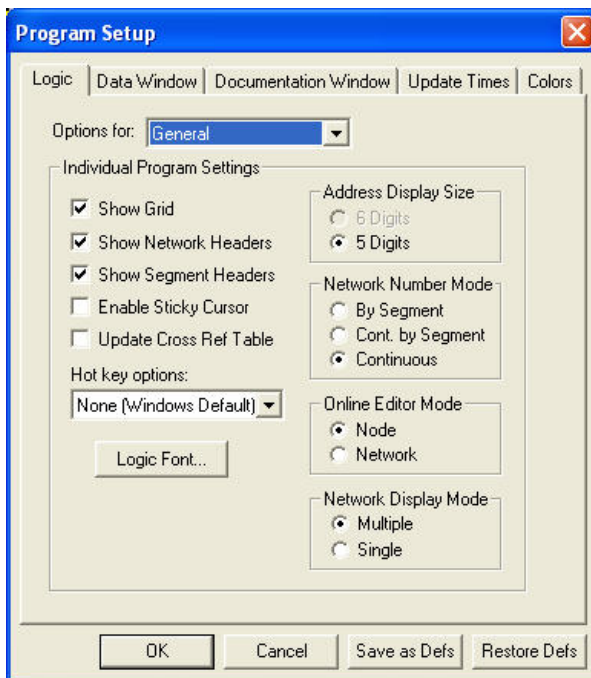 Program Setup
Logic
Data Window
Documentation Window
Update Times
Colors
Options for:
General
Individual Program Settings
Show Grid
Show Network Headers
Show Segment Headers
Enable Sticky Cursor
Update Cross Ref Table
Hot key options:
None (Windows Default)
Logic Font...
Address Display Size
6 Digits
5 Digits
Network Number Mode
By Segment
Cont. by Segment
Continuous
Online Editor Mode
Node
Network
Network Display Mode
Multiple
Single
OK
Cancel
Save as Defs
Restore Defs